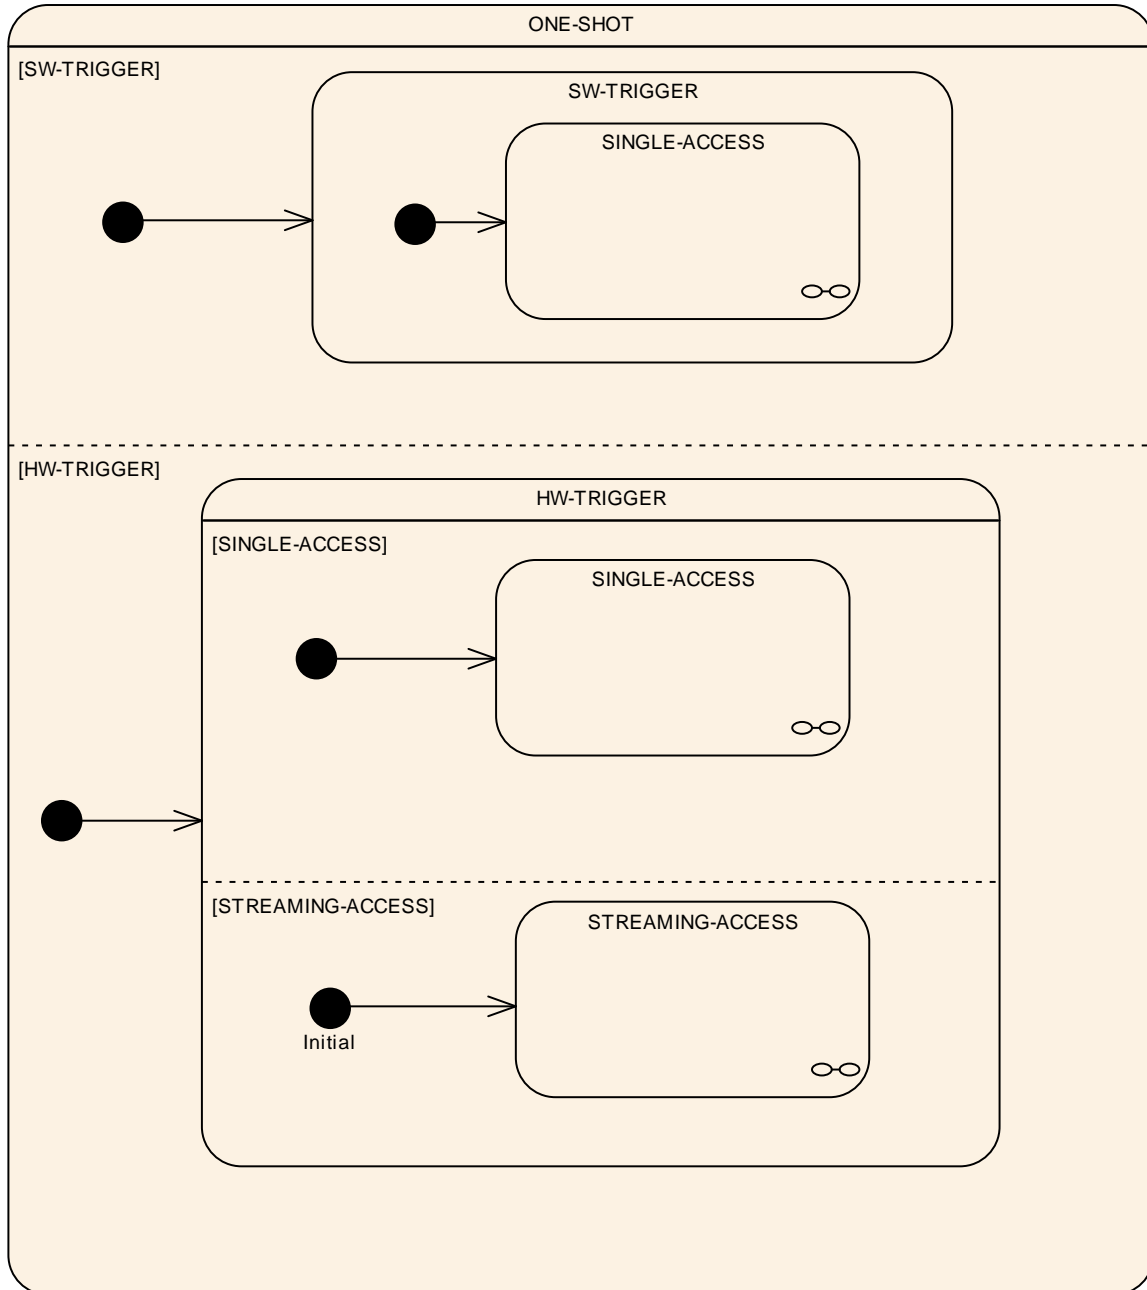 ONE-SHOT
[SW-TRIGGER]
SW-TRIGGER
SINGLE-ACCESS
[HW-TRIGGER]
HW-TRIGGER
[SINGLE-ACCESS]
SINGLE-ACCESS
[STREAMING-ACCESS]
STREAMING-ACCESS
Initial